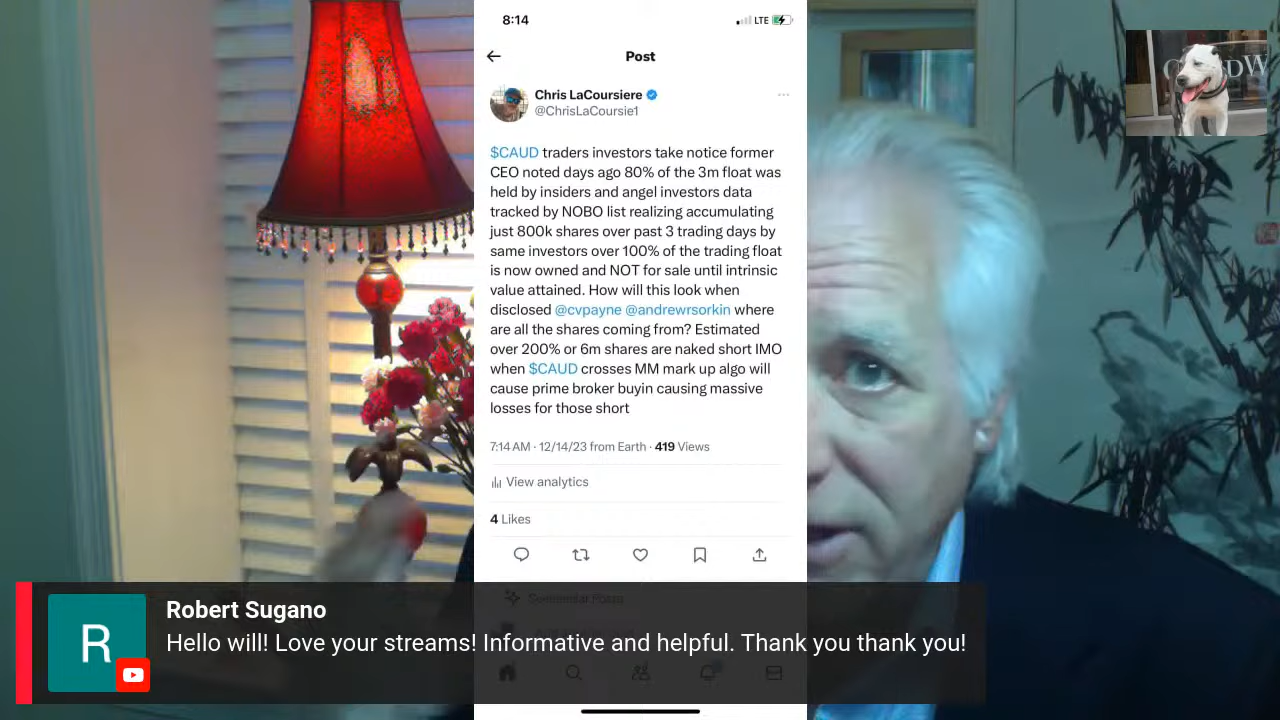 8:14
LTE
Post
Chris LaCoursiere
@ChrisLaCoursie1
$CAUD traders investors take notice former
CEO noted days ago 80% of the 3m float was
held by insiders and angel investors data
tracked by NOBO list realizing accumulating
just 800k shares over past 3 trading days by
same investors over 100% of the trading float
is now owned and NOT for sale until intrinsic
value attained. How will this look when
disclosed @cvpayne @andrewrsorkin where
are all the shares coming from? Estimated
over 200% or 6m shares are naked short IMO
when $CAUD crosses MM mark up algo will
cause prime broker buyin causing massive
losses for those short
7:14 AM · 12/14/23 from Earth · 419 Views
View analytics
4 Likes
R
Robert Sugano
Hello will! Love your streams! Informative and helpful. Thank you thank you!